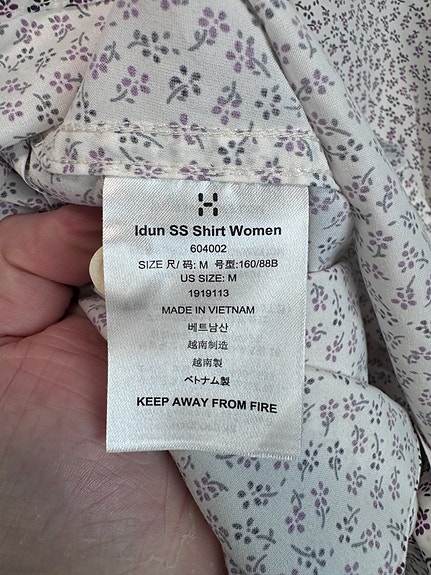 Idun SS Shirt Women
604002
SIZE 尺/ 码: M 号型:160/88B
US SIZE: M
1919113
MADE IN VIETNAM
베트남산
越南制造
越南製
ベトナム製
KEEP AWAY FROM FIRE